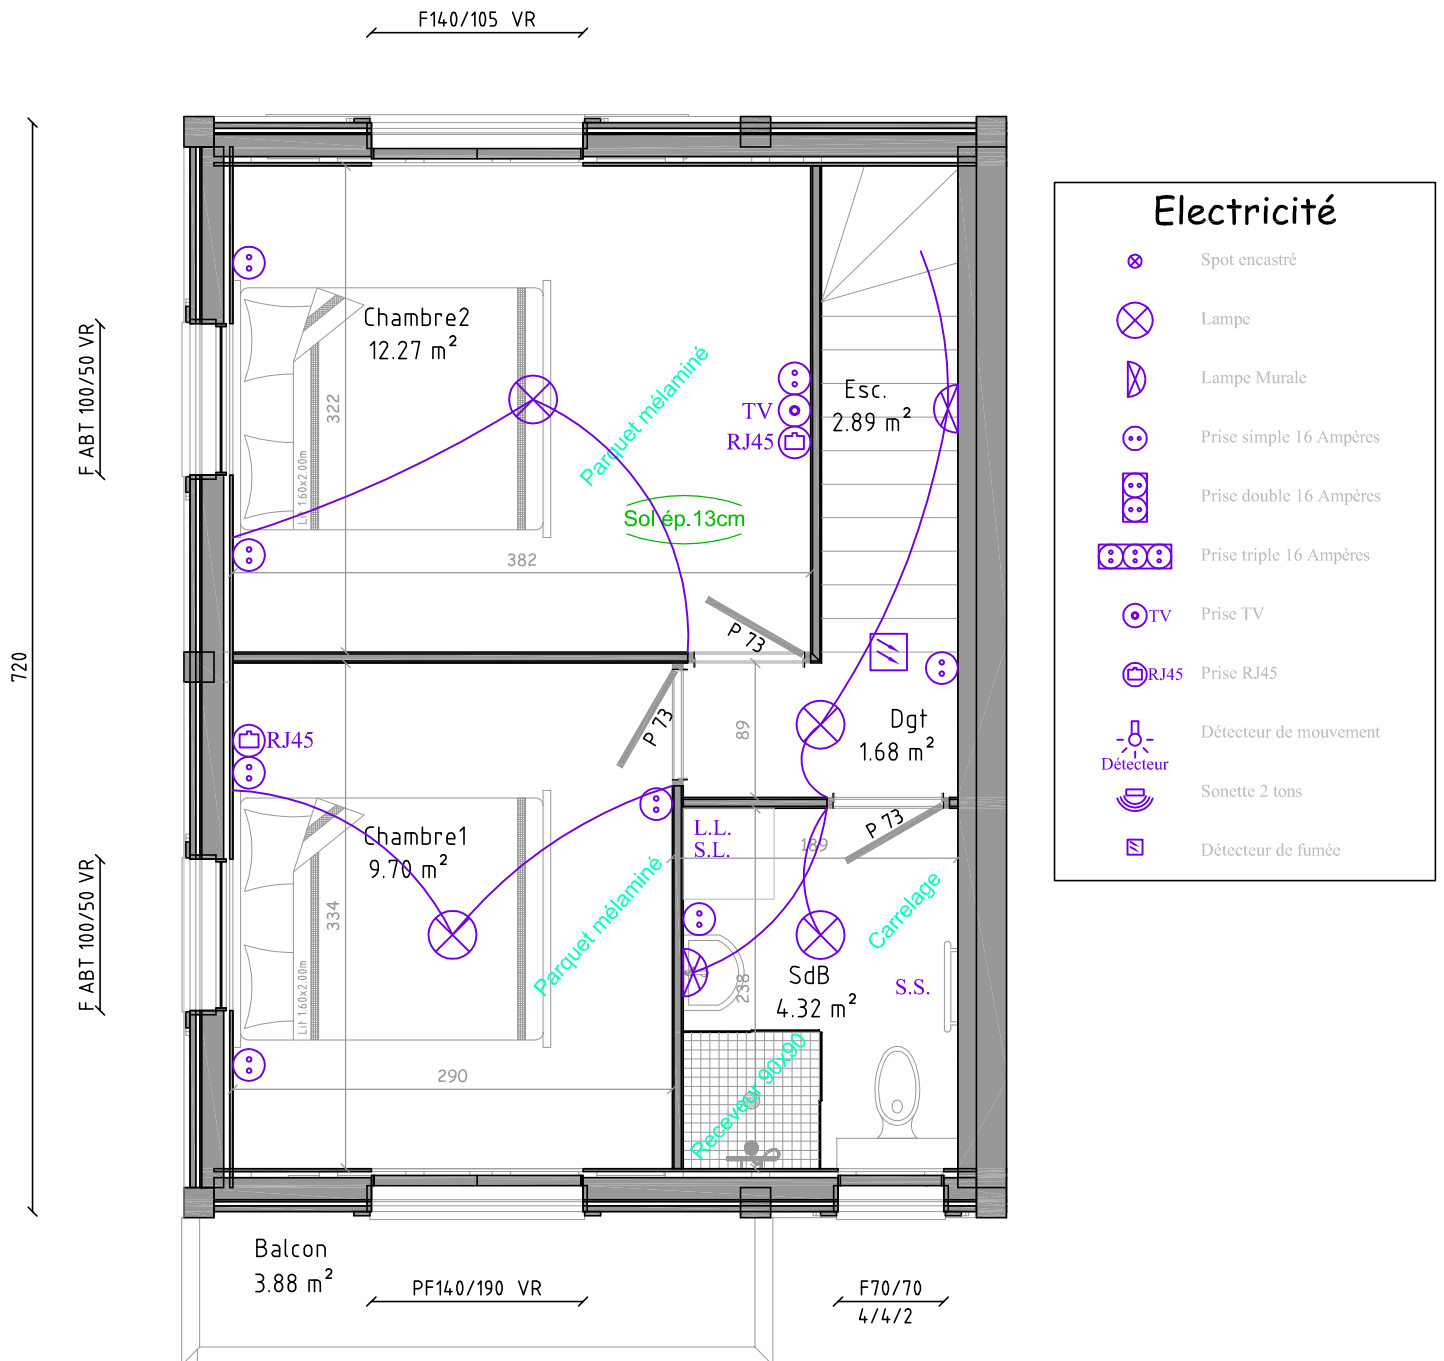 F140/105 VR
Electricité
Spot encastré
Lampe
Lampe Murale
Prise simple 16 Ampères
Prise double 16 Ampères
Prise triple 16 Ampères
TV
Prise TV
RJ45
Prise RJ45
Détecteur de mouvement
Détecteur
Sonette 2 tons
Détecteur de fumée
720
F ABT 100/50 VR
F ABT 100/50 VR
Chambre2
12.27 m²
322
Lit 160x2.00m
Parquet mélaminé
TV
RJ45
Esc.
2.89 m²
Sol ép.13cm
382
P 73
P 73
89
Dgt
1.68 m²
RJ45
Chambre1
9.70 m²
334
Lit 160x2.00m
Parquet mélaminé
290
L.L.
S.L.
P 73
189
Carrelage
SdB
4.32 m²
238
S.S.
Receveur 90x90
Balcon
3.88 m²
PF140/190 VR
F70/70
4/4/2